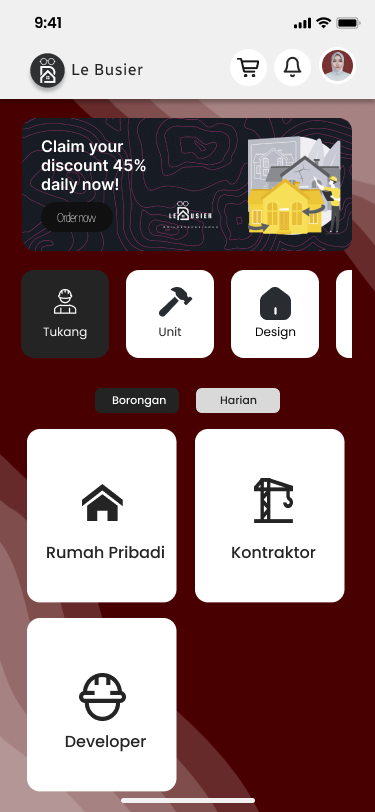 9:41
Le Busier
Claim your
discount 45%
daily now!
Order now
LE BUSIER
Tukang
Unit
Design
Borongan
Harian
Rumah Pribadi
Kontraktor
Developer